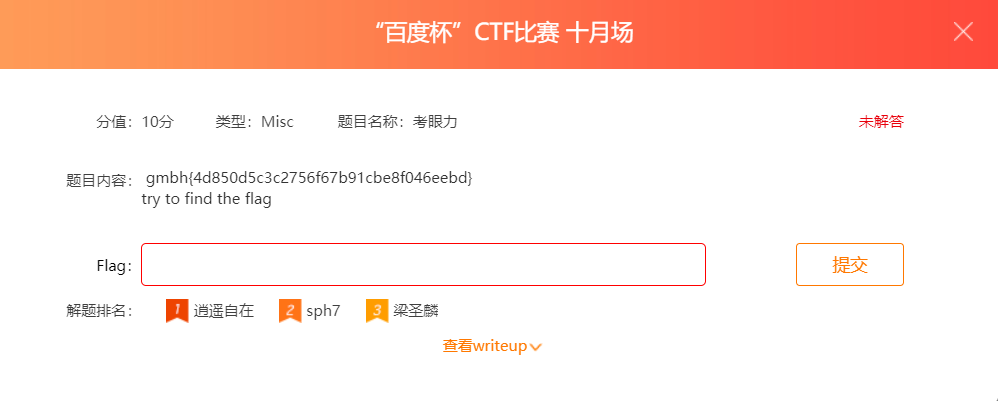 “百度杯”CTF比赛 十月场
分值：10分 类型：Misc 题目名称：考眼力 未解答
题目内容： gmbh{4d850d5c3c2756f67b91cbe8f046eebd}
try to find the flag
Flag： 提交
解题排名： 1 逍遥自在 2 sph7 3 梁圣麟
查看writeup